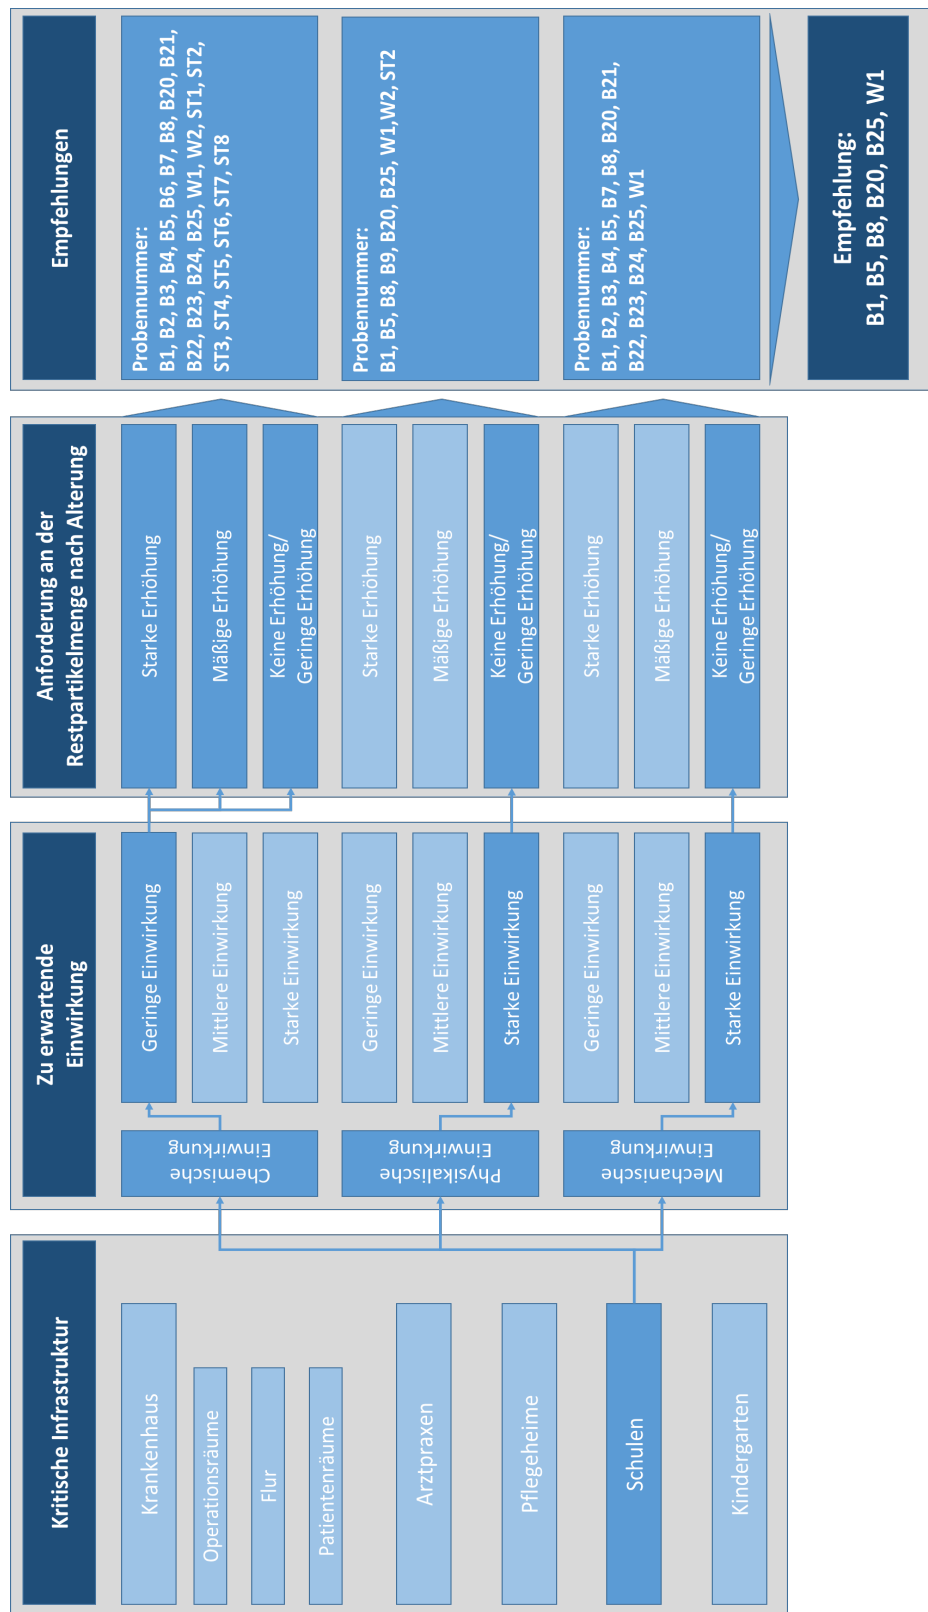 Kritische Infrastruktur
Krankenhaus
Operationsräume
Flur
Patientenräume
Arztpraxen
Pflegeheime
Schulen
Kindergarten
Zu erwartende
Einwirkung
Chemische
Einwirkung
Geringe Einwirkung
Mittlere Einwirkung
Starke Einwirkung
Physikalische
Einwirkung
Geringe Einwirkung
Mittlere Einwirkung
Starke Einwirkung
Mechanische
Einwirkung
Geringe Einwirkung
Mittlere Einwirkung
Starke Einwirkung
Anforderung an der
Restpartikelmenge nach Alterung
Starke Erhöhung
Mäßige Erhöhung
Keine Erhöhung/
Geringe Erhöhung
Starke Erhöhung
Mäßige Erhöhung
Keine Erhöhung/
Geringe Erhöhung
Starke Erhöhung
Mäßige Erhöhung
Keine Erhöhung/
Geringe Erhöhung
Empfehlungen
Probennummer:
B1, B2, B3, B4, B5, B6, B7, B8, B20, B21,
B22, B23, B24, B25, W1, W2, ST1, ST2,
ST3, ST4, ST5, ST6, ST7, ST8
Probennummer:
B1, B5, B8, B9, B20, B25, W1,W2, ST2
Probennummer:
B1, B2, B3, B4, B5, B7, B8, B20, B21,
B22, B23, B24, B25, W1
Empfehlung:
B1, B5, B8, B20, B25, W1